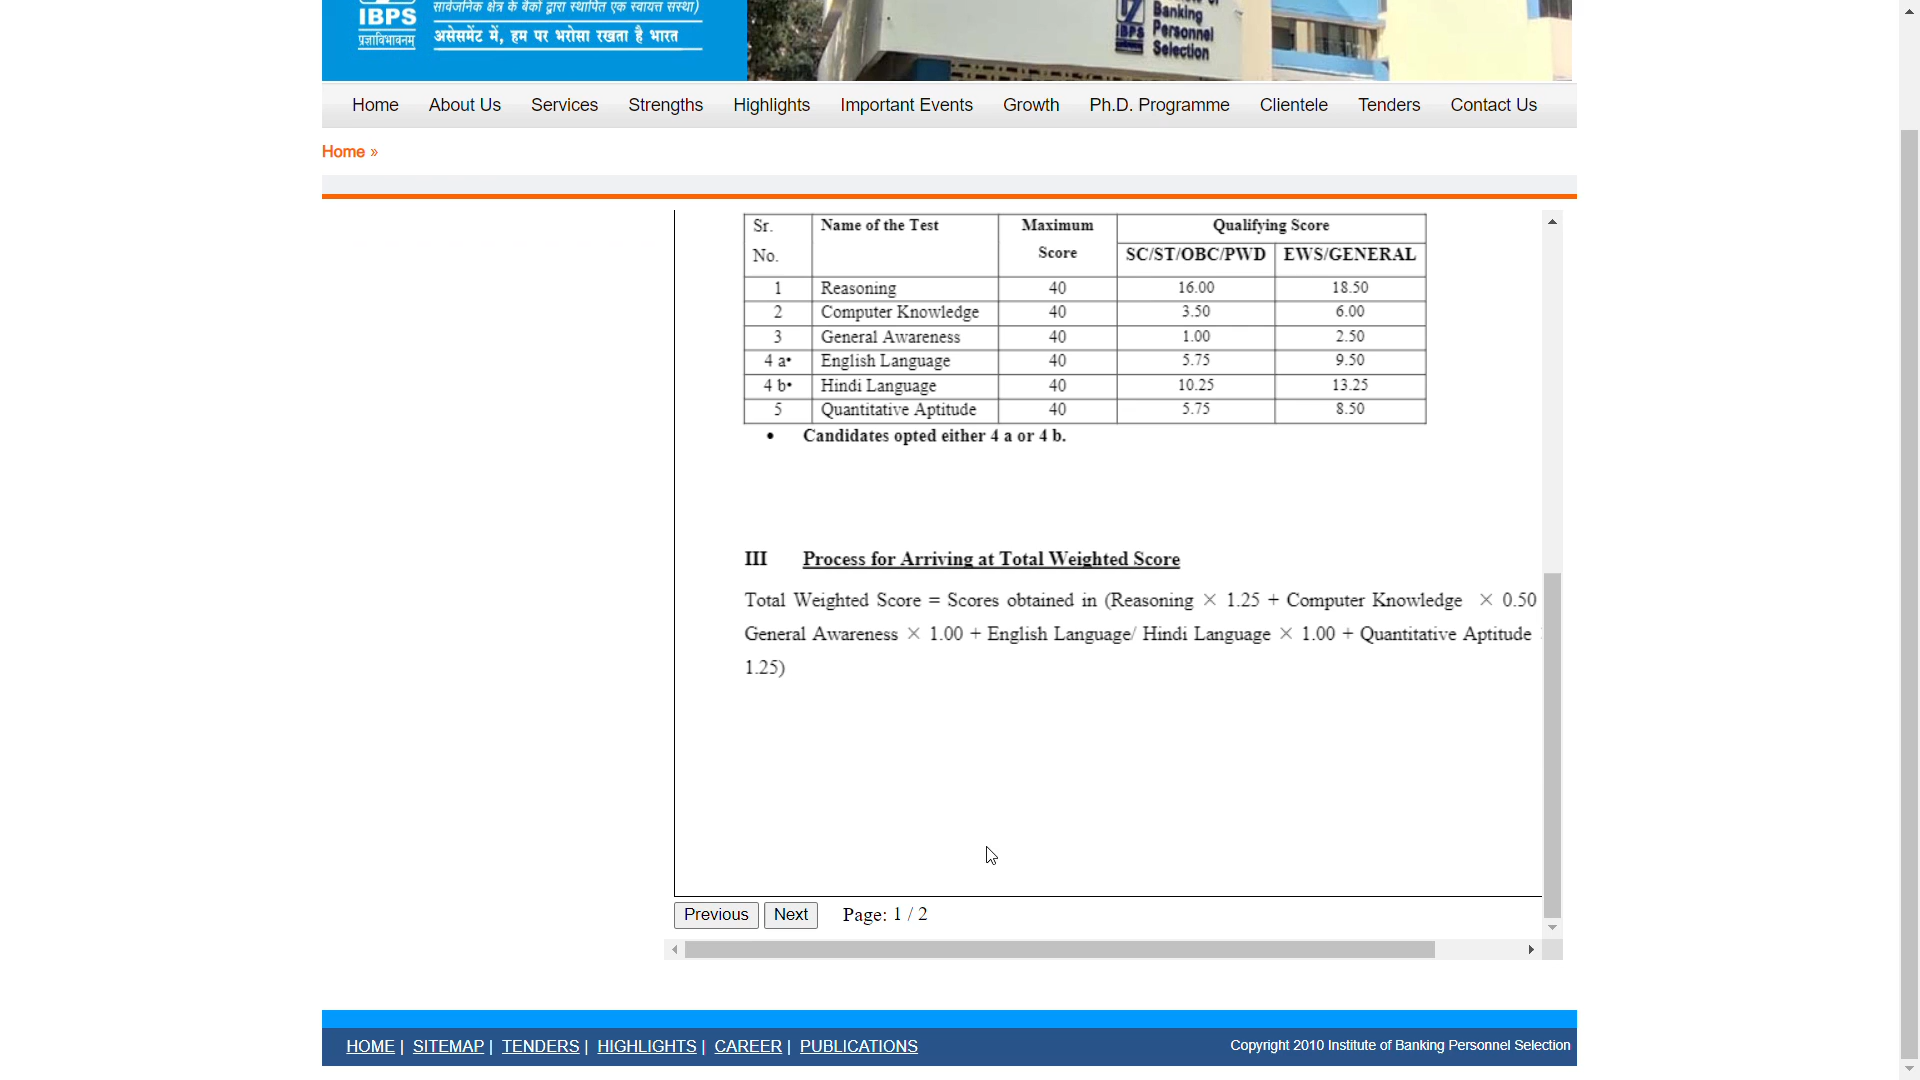 सार्वजनिक क्षेत्र के बैंकों द्वारा स्थापित एक स्वायत्त संस्था)
IBPS
प्रज्ञाविभावनम्
असेसमेंट में, हम पर भरोसा रखता है भारत
Banking
Personnel
Selection
IBPS
Home About Us Services Strengths Highlights Important Events Growth Ph.D. Programme Clientele Tenders Contact Us
Home »
Sr. No. Name of the Test Maximum Score Qualifying Score
SC/ST/OBC/PWD EWS/GENERAL
1 Reasoning 40 16.00 18.50
2 Computer Knowledge 40 3.50 6.00
3 General Awareness 40 1.00 2.50
4 a• English Language 40 5.75 9.50
4 b• Hindi Language 40 10.25 13.25
5 Quantitative Aptitude 40 5.75 8.50
• Candidates opted either 4 a or 4 b.
III Process for Arriving at Total Weighted Score
Total Weighted Score = Scores obtained in (Reasoning × 1.25 + Computer Knowledge × 0.50
General Awareness × 1.00 + English Language/ Hindi Language × 1.00 + Quantitative Aptitude
1.25)
Previous Next Page: 1 / 2
HOME | SITEMAP | TENDERS | HIGHLIGHTS | CAREER | PUBLICATIONS Copyright 2010 Institute of Banking Personnel Selection